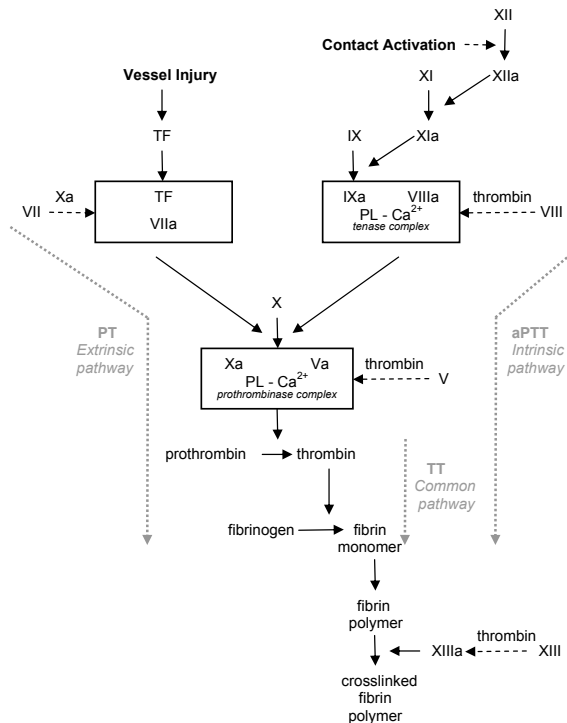 XII
Contact Activation
XIIa
XI
Vessel Injury
TF
IX
XIa
Xa
VII
TF
VIIa
IXa VIIIa
PL - Ca²⁺
tenase complex
thrombin
VIII
X
PT
Extrinsic
pathway
aPTT
Intrinsic
pathway
Xa Va
PL - Ca²⁺
prothrombinase complex
thrombin
V
prothrombin
thrombin
TT
Common
pathway
fibrinogen
fibrin
monomer
fibrin
polymer
XIIIa
thrombin
XIII
crosslinked
fibrin
polymer